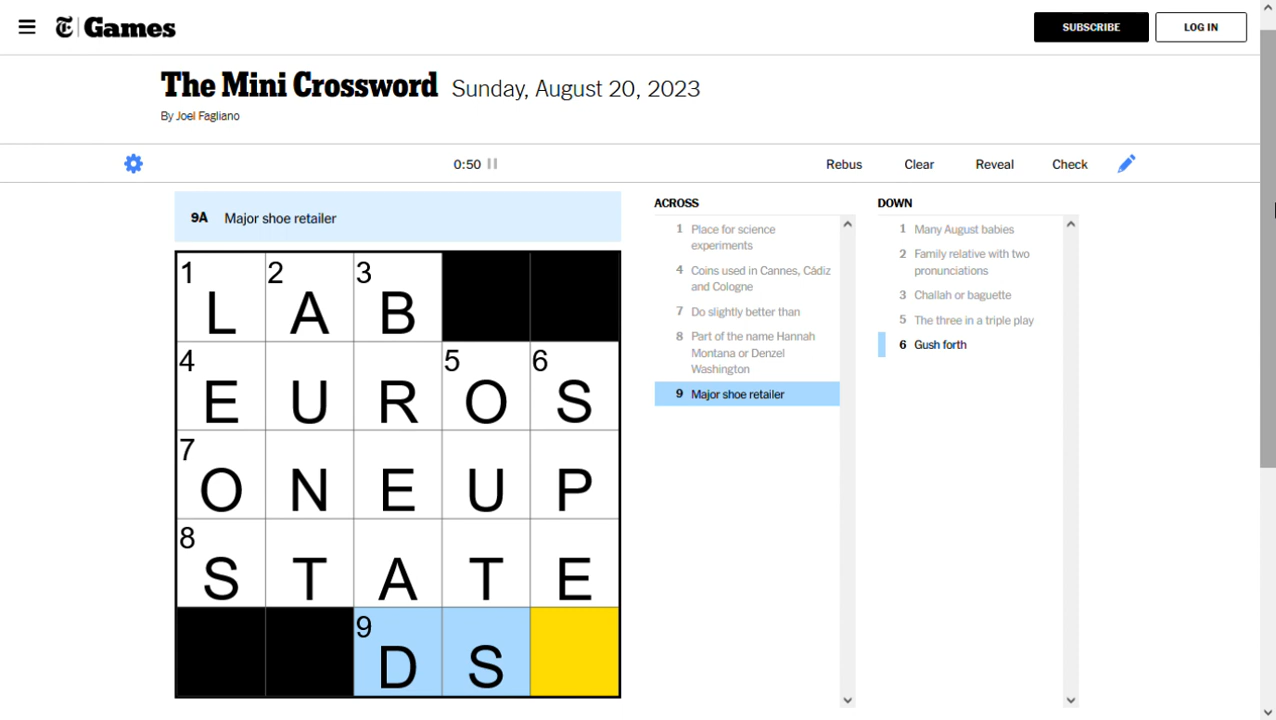 Games
SUBSCRIBE
LOG IN
The Mini Crossword Sunday, August 20, 2023
By Joel Fagliano
0:50
Rebus
Clear
Reveal
Check
9A Major shoe retailer
1 2 3
L A B
4 5 6
E U R O S
7
O N E U P
8
S T A T E
9
D S
ACROSS
1 Place for science
experiments
4 Coins used in Cannes, Cádiz
and Cologne
7 Do slightly better than
8 Part of the name Hannah
Montana or Denzel
Washington
9 Major shoe retailer
DOWN
1 Many August babies
2 Family relative with two
pronunciations
3 Challah or baguette
5 The three in a triple play
6 Gush forth